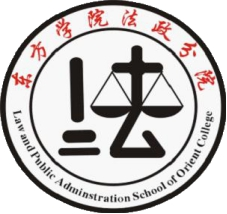 东方学院法政分院
法
Law and Public Adminstration School of Orient College